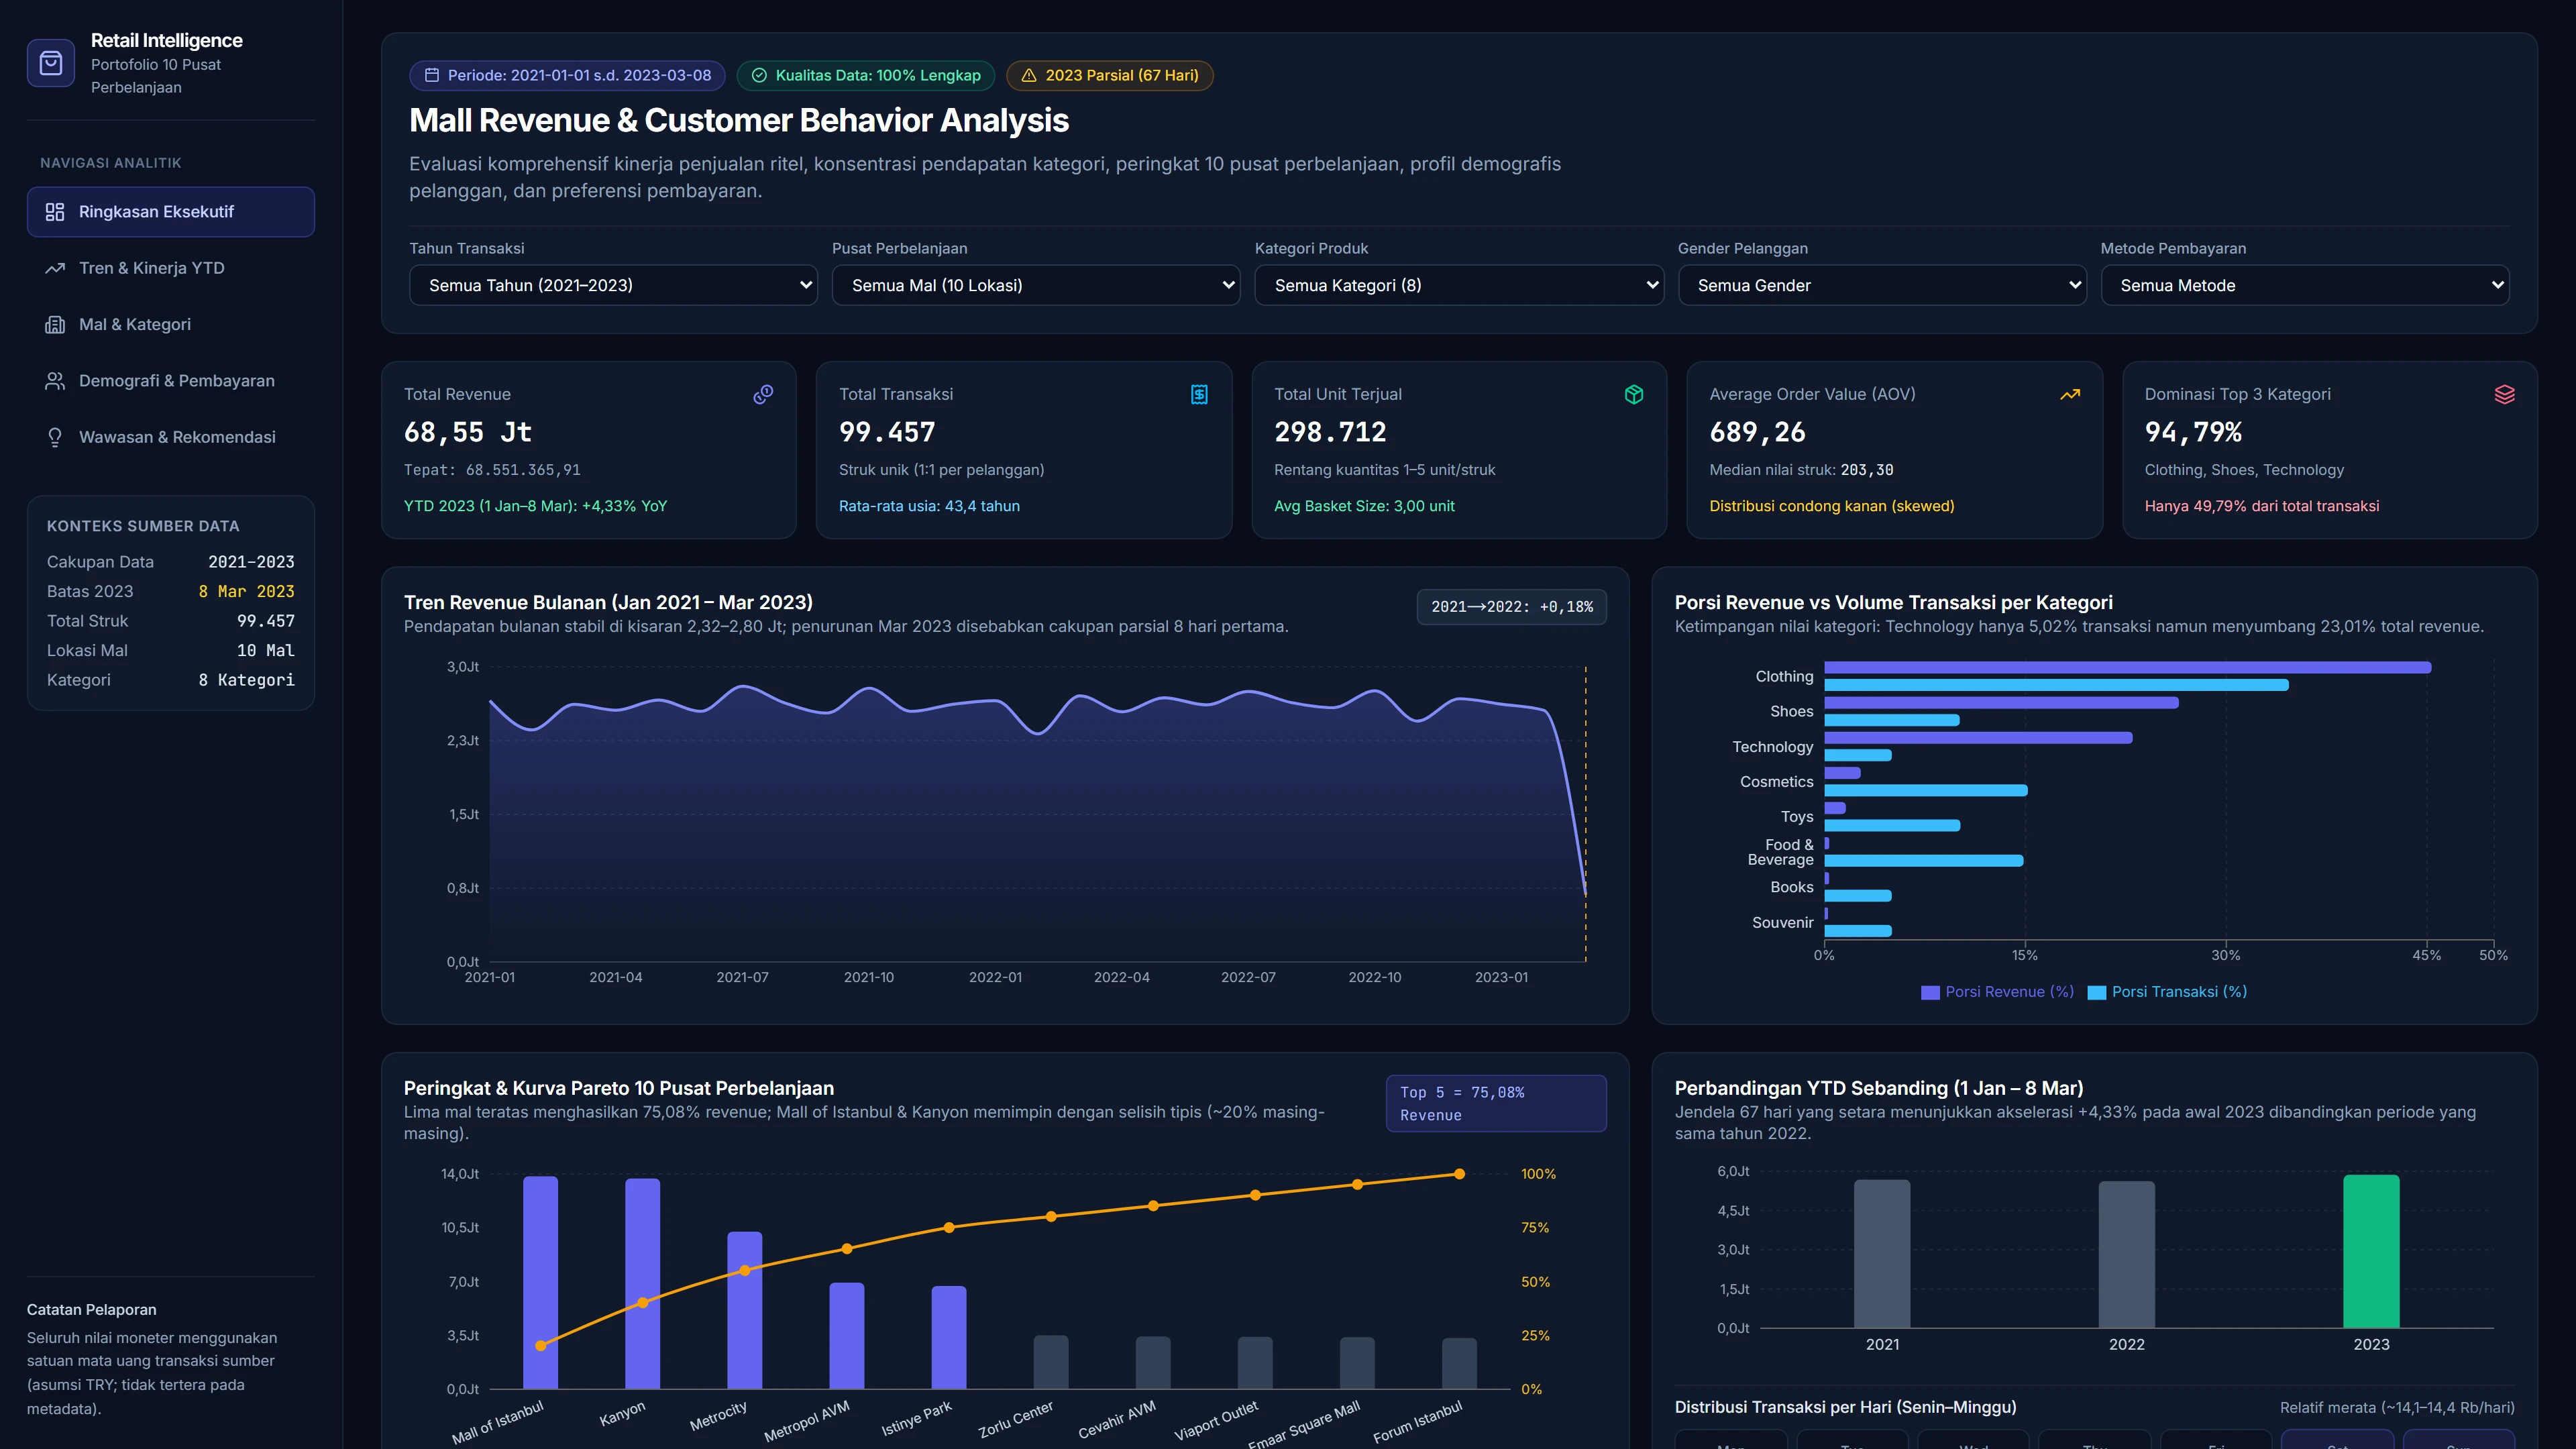 Retail Intelligence
Portofolio 10 Pusat
Perbelanjaan
NAVIGASI ANALITIK
Ringkasan Eksekutif
Tren & Kinerja YTD
Mal & Kategori
Demografi & Pembayaran
Wawasan & Rekomendasi
KONTEKS SUMBER DATA
Cakupan Data 2021–2023
Batas 2023 8 Mar 2023
Total Struk 99.457
Lokasi Mal 10 Mal
Kategori 8 Kategori
Catatan Pelaporan
Seluruh nilai moneter menggunakan
satuan mata uang transaksi sumber
(asumsi TRY; tidak tertera pada
metadata).
Periode: 2021-01-01 s.d. 2023-03-08
Kualitas Data: 100% Lengkap
2023 Parsial (67 Hari)
Mall Revenue & Customer Behavior Analysis
Evaluasi komprehensif kinerja penjualan ritel, konsentrasi pendapatan kategori, peringkat 10 pusat perbelanjaan, profil demografis
pelanggan, dan preferensi pembayaran.
Tahun Transaksi
Semua Tahun (2021–2023)
Pusat Perbelanjaan
Semua Mal (10 Lokasi)
Kategori Produk
Semua Kategori (8)
Gender Pelanggan
Semua Gender
Metode Pembayaran
Semua Metode
Total Revenue
68,55 Jt
Tepat: 68.551.365,91
YTD 2023 (1 Jan–8 Mar): +4,33% YoY
Total Transaksi
99.457
Struk unik (1:1 per pelanggan)
Rata-rata usia: 43,4 tahun
Total Unit Terjual
298.712
Rentang kuantitas 1–5 unit/struk
Avg Basket Size: 3,00 unit
Average Order Value (AOV)
689,26
Median nilai struk: 203,30
Distribusi condong kanan (skewed)
Dominasi Top 3 Kategori
94,79%
Clothing, Shoes, Technology
Hanya 49,79% dari total transaksi
Tren Revenue Bulanan (Jan 2021 – Mar 2023)
Pendapatan bulanan stabil di kisaran 2,32–2,80 Jt; penurunan Mar 2023 disebabkan cakupan parsial 8 hari pertama.
2021⟶2022: +0,18%
3,0Jt
2,3Jt
1,5Jt
0,8Jt
0,0Jt
2021-01 2021-04 2021-07 2021-10 2022-01 2022-04 2022-07 2022-10 2023-01
Porsi Revenue vs Volume Transaksi per Kategori
Ketimpangan nilai kategori: Technology hanya 5,02% transaksi namun menyumbang 23,01% total revenue.
Clothing
Shoes
Technology
Cosmetics
Toys
Food &
Beverage
Books
Souvenir
0% 15% 30% 45% 50%
Porsi Revenue (%) Porsi Transaksi (%)
Peringkat & Kurva Pareto 10 Pusat Perbelanjaan
Lima mal teratas menghasilkan 75,08% revenue; Mall of Istanbul & Kanyon memimpin dengan selisih tipis (~20% masing-
masing).
Top 5 = 75,08%
Revenue
14,0Jt 100%
10,5Jt 75%
7,0Jt 50%
3,5Jt 25%
0,0Jt 0%
Mall of Istanbul Kanyon Metrocity Metropol AVM Istinye Park Zorlu Center Cevahir AVM Viaport Outlet Emaar Square Mall Forum Istanbul
Perbandingan YTD Sebanding (1 Jan – 8 Mar)
Jendela 67 hari yang setara menunjukkan akselerasi +4,33% pada awal 2023 dibandingkan periode yang
sama tahun 2022.
6,0Jt
4,5Jt
3,0Jt
1,5Jt
0,0Jt
2021 2022 2023
Distribusi Transaksi per Hari (Senin–Minggu)
Relatif merata (~14,1–14,4 Rb/hari)